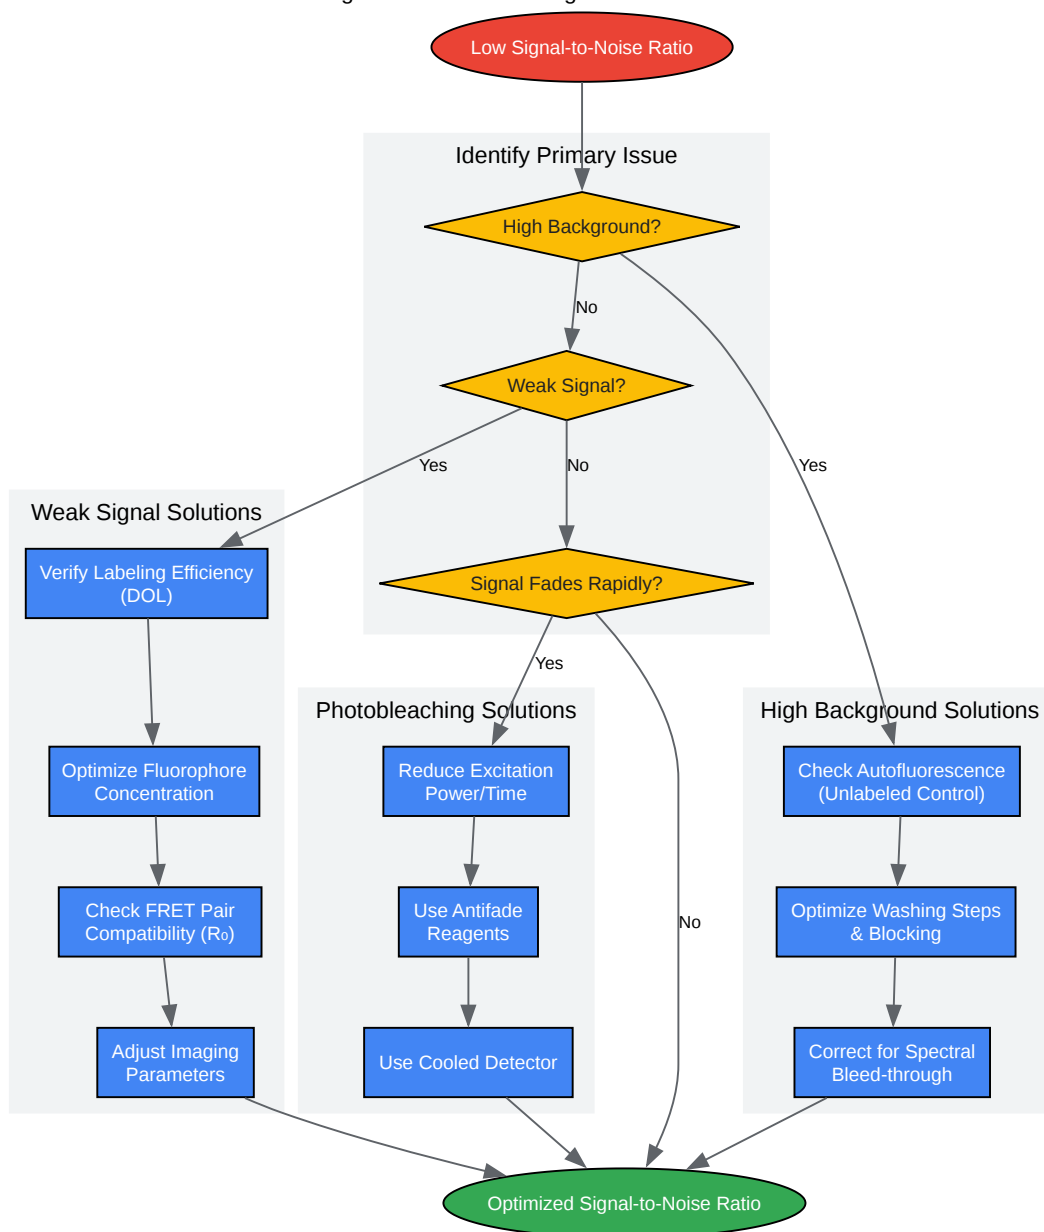 Low Signal-to-Noise Ratio
Identify Primary Issue
High Background?
No
Weak Signal?
Yes
No
Yes
Weak Signal Solutions
Verify Labeling Efficiency
(DOL)
Signal Fades Rapidly?
Yes
Photobleaching Solutions
High Background Solutions
Optimize Fluorophore
Concentration
Reduce Excitation
Power/Time
Check Autofluorescence
(Unlabeled Control)
Check FRET Pair
Compatibility (R₀)
Use Antifade
Reagents
No
Optimize Washing Steps
& Blocking
Adjust Imaging
Parameters
Use Cooled Detector
Correct for Spectral
Bleed-through
Optimized Signal-to-Noise Ratio